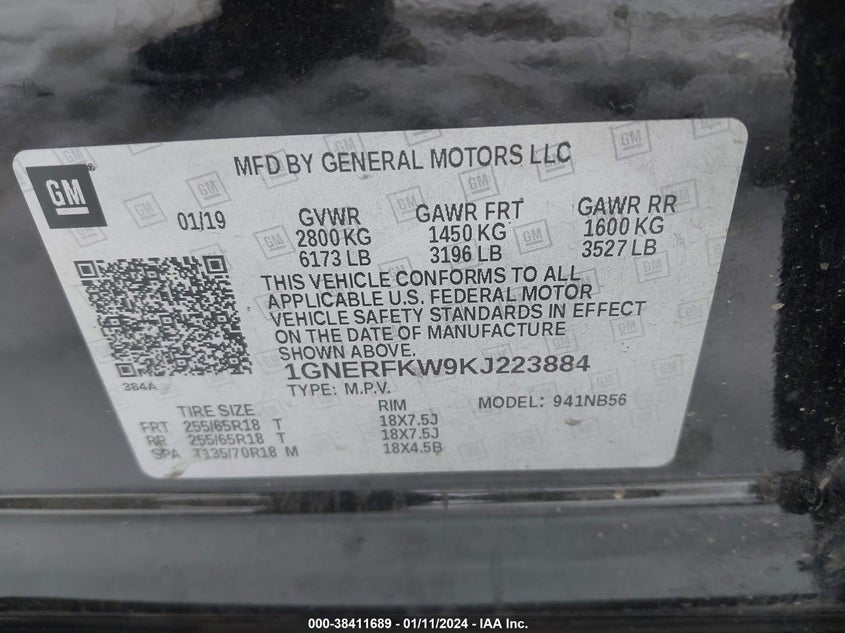 MFD BY GENERAL MOTORS LLC
GM
01/19 GVWR GAWR FRT GAWR RR
2800 KG 1450 KG 1600 KG
6173 LB 3196 LB 3527 LB
THIS VEHICLE CONFORMS TO ALL
APPLICABLE U.S. FEDERAL MOTOR
VEHICLE SAFETY STANDARDS IN EFFECT
ON THE DATE OF MANUFACTURE
SHOWN ABOVE.
1GNERFKW9KJ223884
384A
TYPE: M.P.V.
TIRE SIZE RIM MODEL: 941NB56
FRT 255/65R18 T 18X7.5J
RR 255/65R18 T 18X7.5J
SPA T135/70R18 M 18X4.5B
000-38411689 - 01/11/2024 - © IAA Inc.